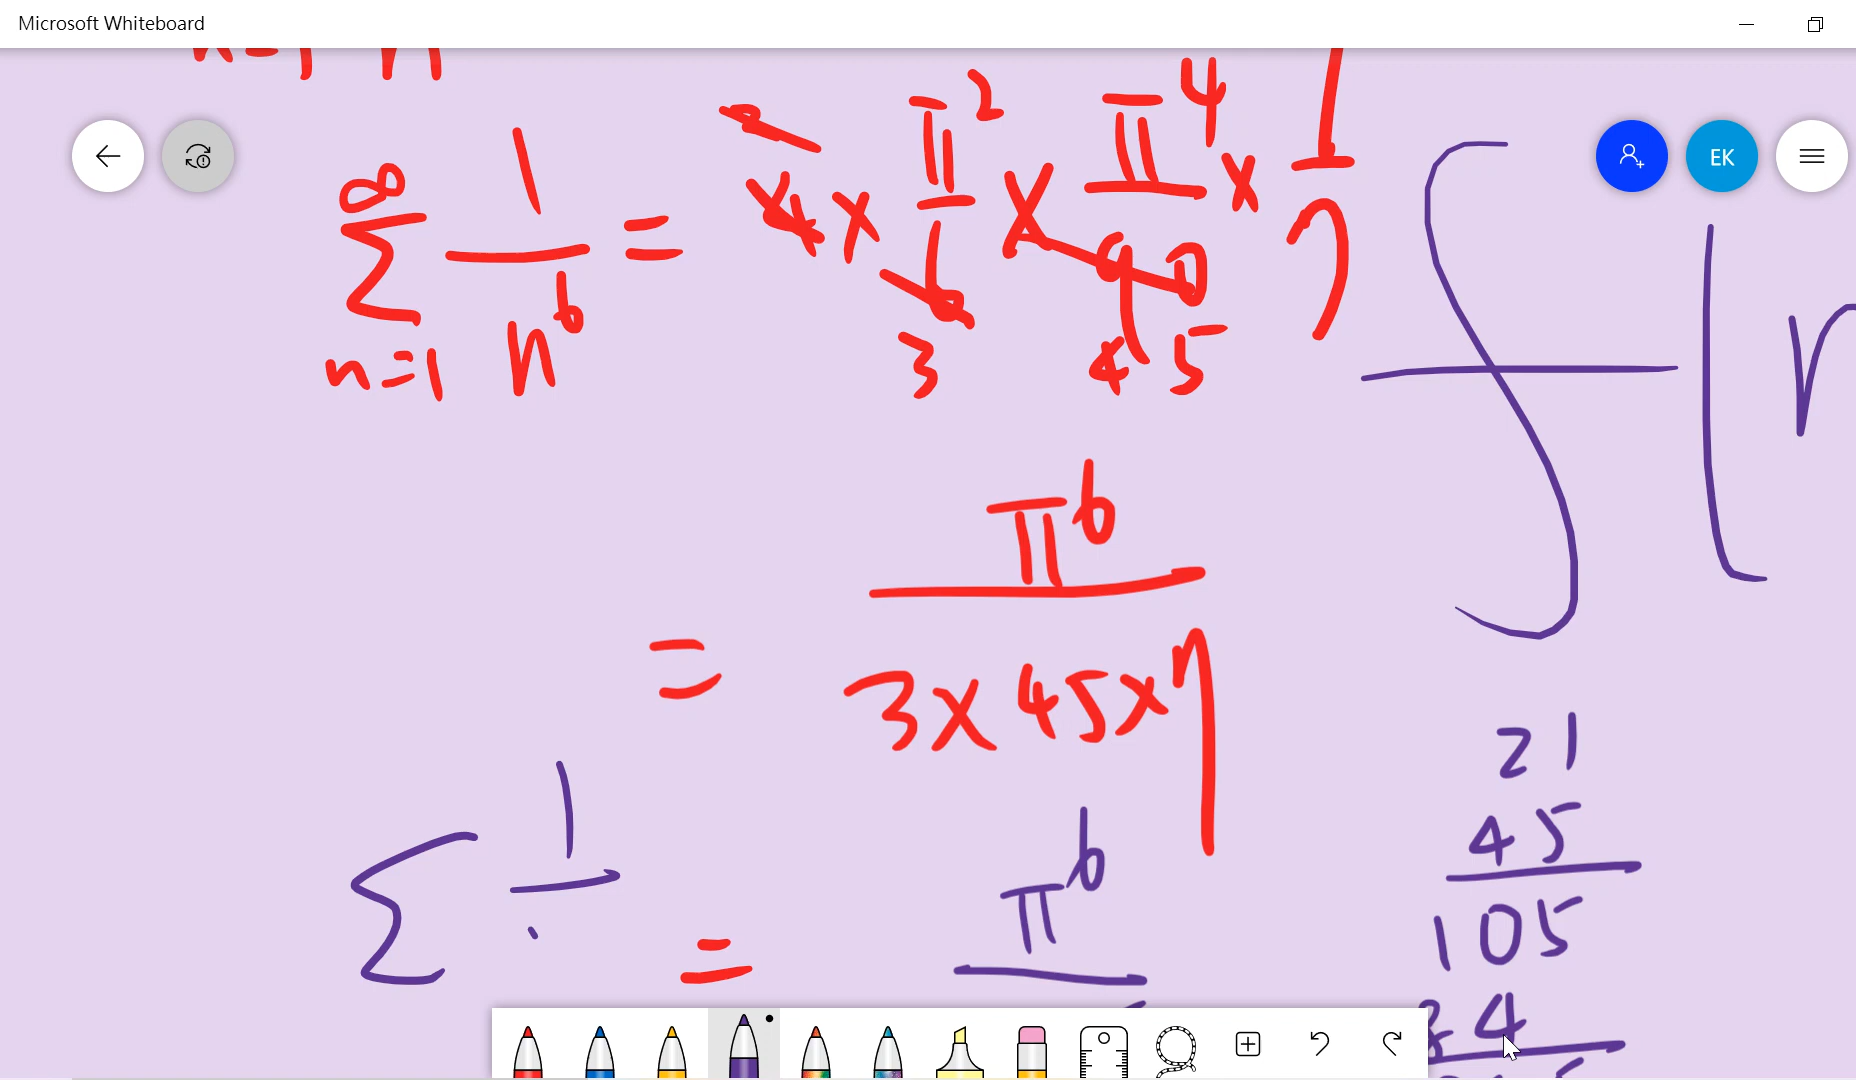 Microsoft Whiteboard
EK
∞ 1 π² π⁴ 1
Σ — = 4 × — × — × —
n=1 n⁶ 6 90 7
3 45
π⁶
= —
3×45×7
21
45
105
84
Σ 1 = π⁶